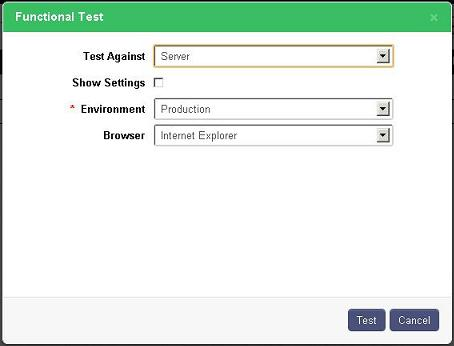 Functional Test ×
Test Against Server
Show Settings
* Environment Production
Browser Internet Explorer
Test Cancel